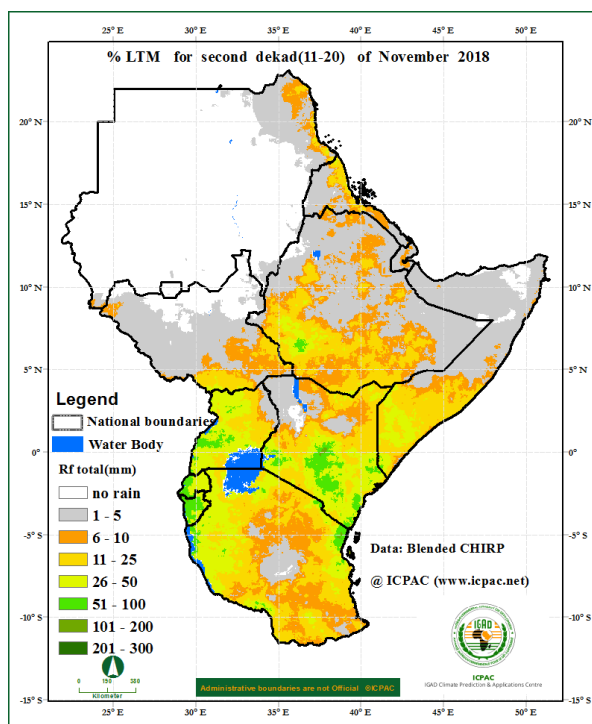 % LTM for second dekad(11-20) of November 2018
25°E 30°E 35°E 40°E 45°E 50°E
20°N 20°N
15°N 15°N
10°N 10°N
5°N 5°N
0° 0°
-5°S -5°S
-10°S -10°S
-15°S -15°S
Legend
National boundaries
Water Body
Rf total(mm)
no rain
1 - 5
6 - 10
11 - 25
26 - 50
51 - 100
101 - 200
201 - 300
0 190 380
Kilometer
Data: Blended CHIRP
@ ICPAC (www.icpac.net)
IGAD
ICPAC
IGAD Climate Prediction & Applications Centre
Administrative boundaries are not Official ©ICPAC
25°E 30°E 35°E 40°E 45°E 50°E